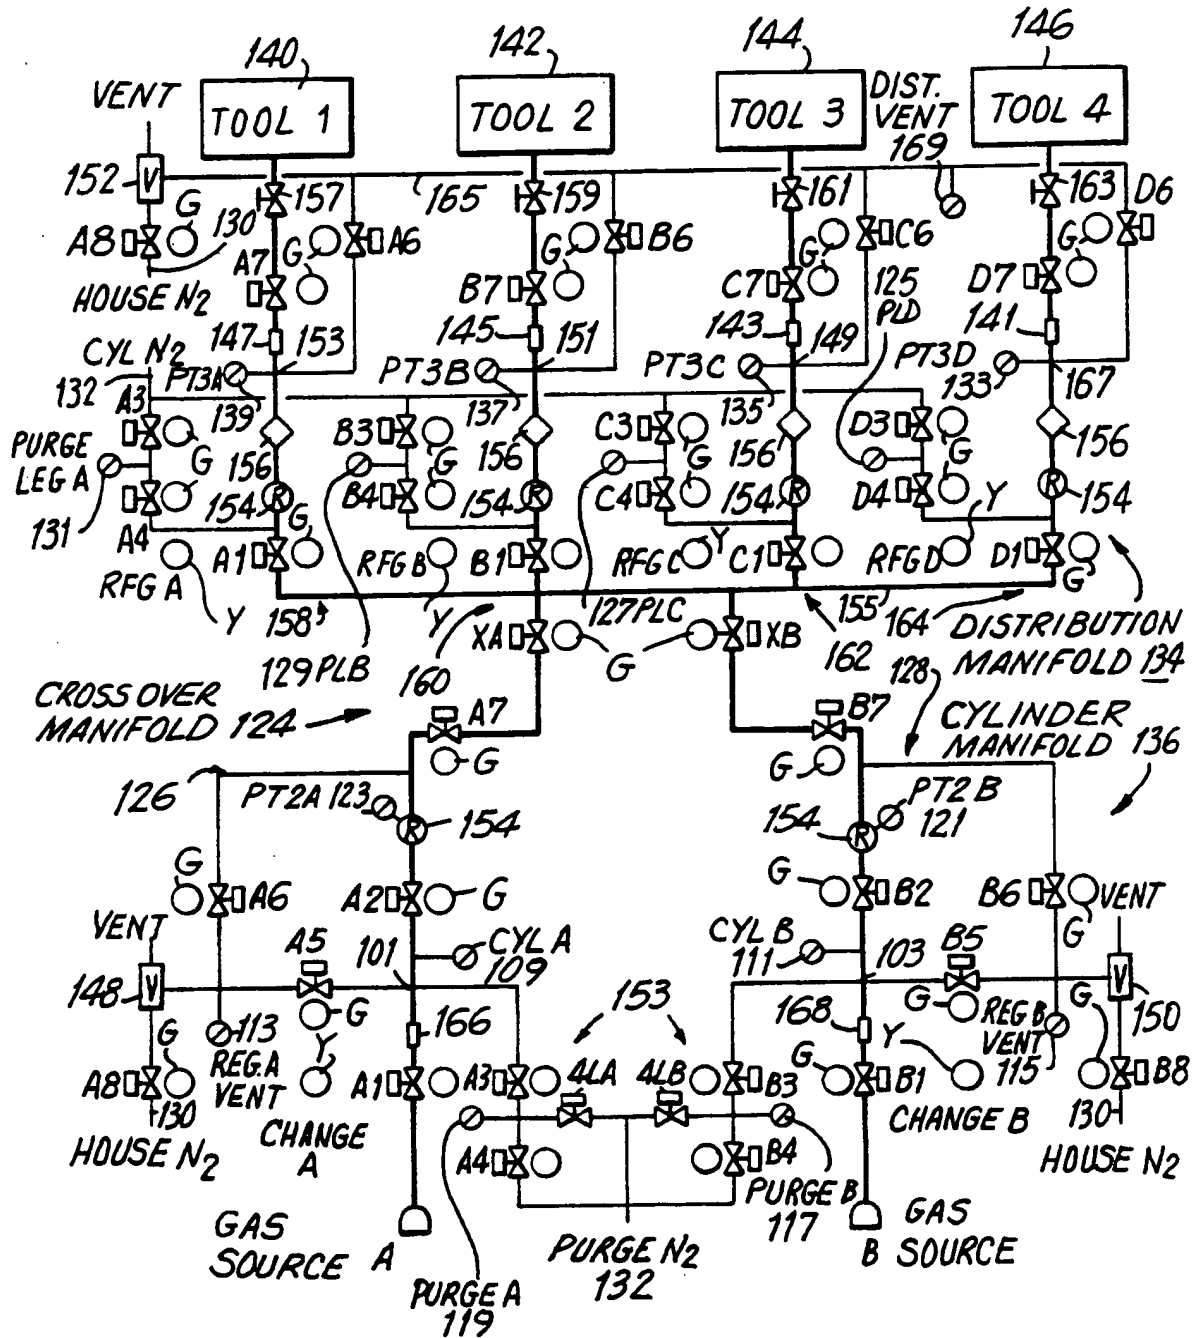 140
142
144
146
VENT
TOOL 1
TOOL 2
TOOL 3
DIST.
VENT
169
TOOL 4
152
V
157
165
159
161
163
D6
G
130
A8
A7
G
A6
G
B6
G
C6
G
HOUSE N2
B7
C7
125
PLD
D7
147
153
145
151
143
149
141
CYL N2
132
PT3A
139
PT3B
137
PT3C
135
PT3D
133
167
A3
G
PURGE
LEG A
131
A4
156
154
R
G
B3
G
B4
156
154
R
C3
G
C4
156
154
R
D3
G
D4
156
154
R
Y
RFG A
Y
A1
RFG B
Y
B1
RFG C
Y
C1
RFG D
D1
G
158
129 PLB
160
XA
G
127 PLC
XB
155
162
164
DISTRIBUTION
MANIFOLD 134
128
CROSS OVER
MANIFOLD 124
A7
G
B7
G
CYLINDER
MANIFOLD 136
126
PT2A 123
154
R
154
R
PT2 B
121
G
A6
A2
G
G
B2
B6
G
VENT
VENT
148
V
A5
G
101
CYL A
109
CYL B
111
103
B5
G
V
150
G
113
REG.A
VENT
Y
166
153
168
Y
REG B
VENT
115
G
A8
130
HOUSE N2
CHANGE
A
A1
A3
4LA
4LB
B3
G
B1
CHANGE B
B8
130
HOUSE N2
A4
B4
PURGE B
117
GAS
SOURCE A
PURGE N2
132
B
GAS
SOURCE
PURGE A
119